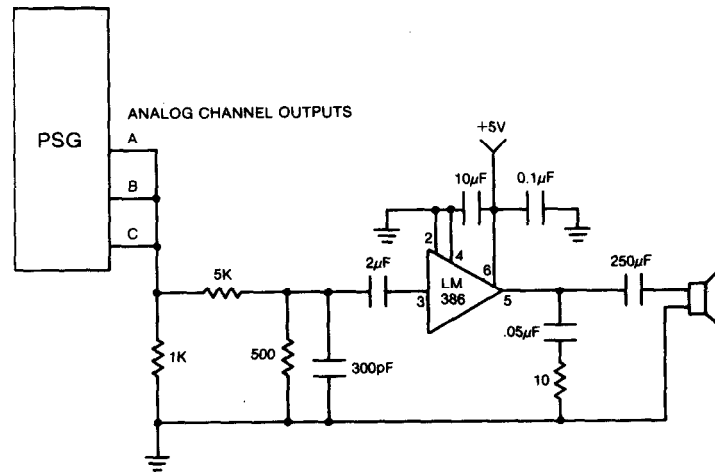 ANALOG CHANNEL OUTPUTS
PSG
A
B
C
+5V
10µF
0.1µF
2
4
6
5K
2µF
3
LM
386
5
250µF
.05µF
1K
500
300pF
10